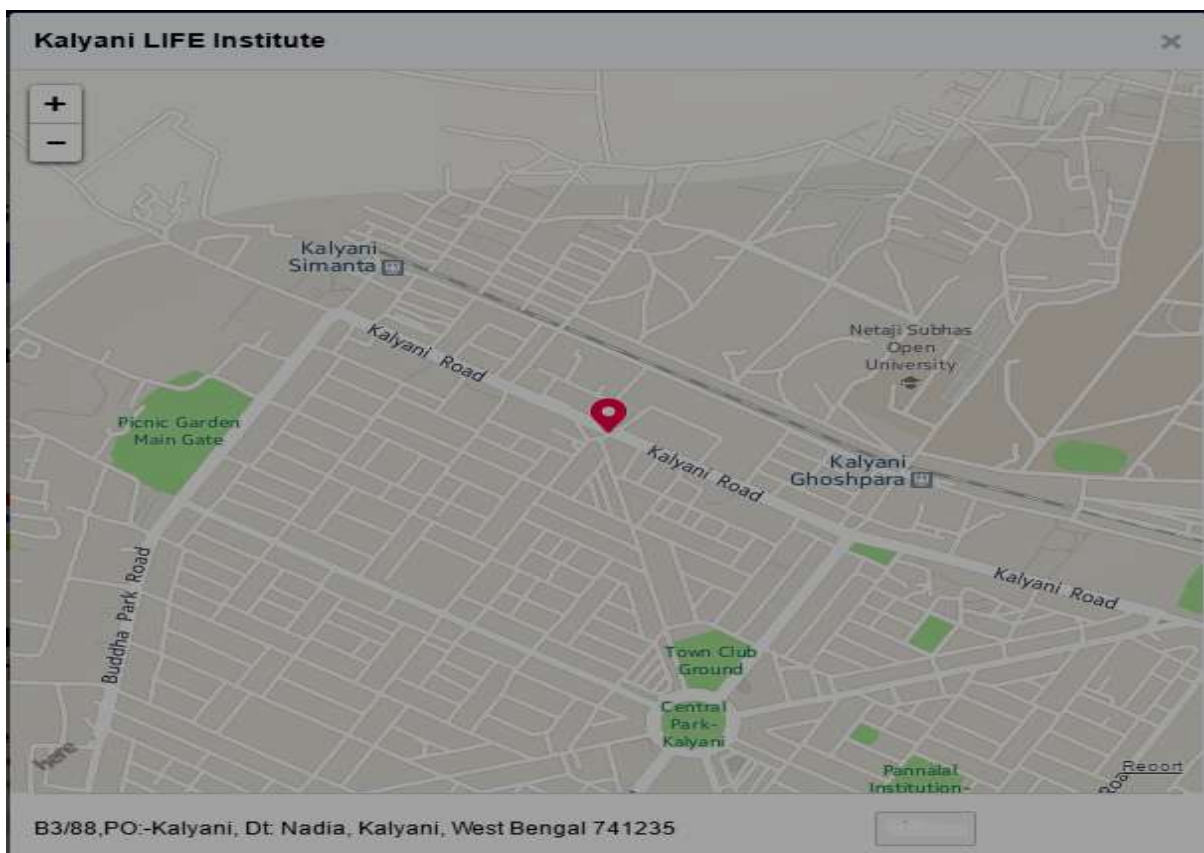 Kalyani LIFE Institute
×
+
−
Kalyani
Simanta
Kalyani Road
Netaji Subhas
Open
University
Picnic Garden
Main Gate
Kalyani Road
Kalyani
Ghoshpara
Kalyani Road
Buddha Park Road
Town Club
Ground
Central
Park-
Kalyani
here
Pannalal
Institution-
Roa
Report
B3/88,PO:-Kalyani, Dt: Nadia, Kalyani, West Bengal 741235